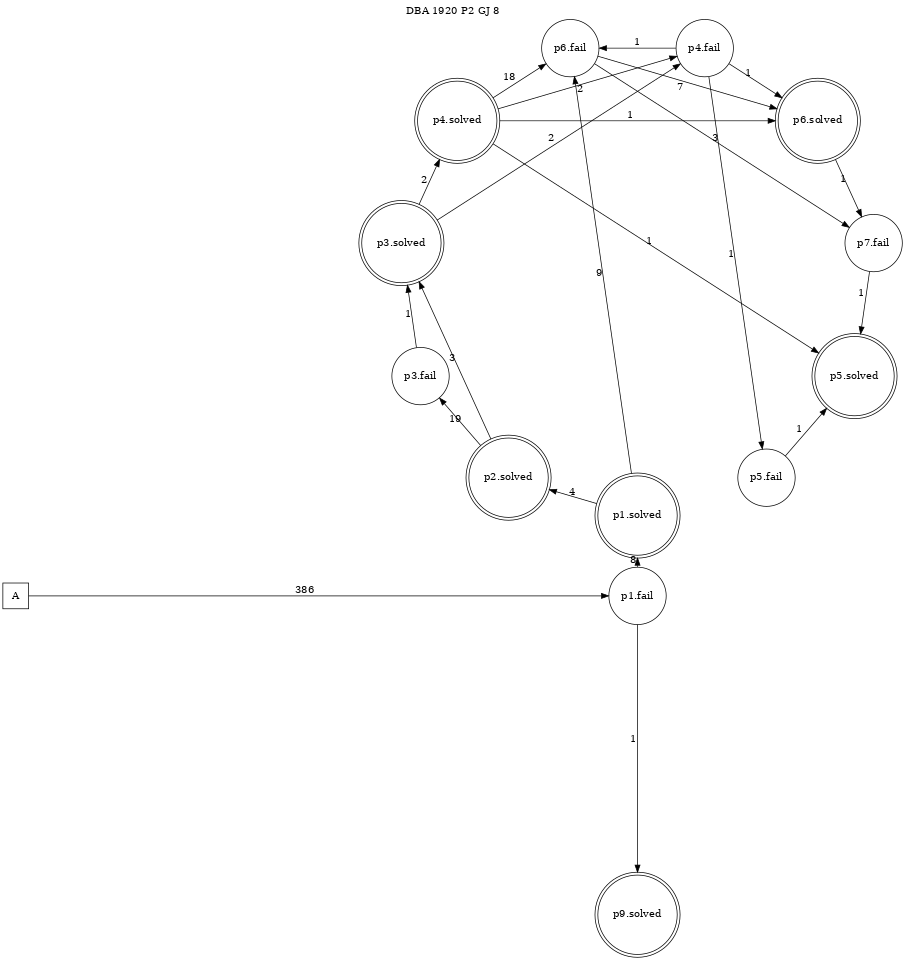 DBA 1920 P2 GJ 8
p6.fail
1
p4.fail
18
2
7
1
p4.solved
1
p6.solved
2
3
2
1
p3.solved
1
p7.fail
9
1
1
1
3
p3.fail
p5.solved
19
1
p2.solved
p5.fail
4
p1.solved
8
A
386
p1.fail
1
p9.solved